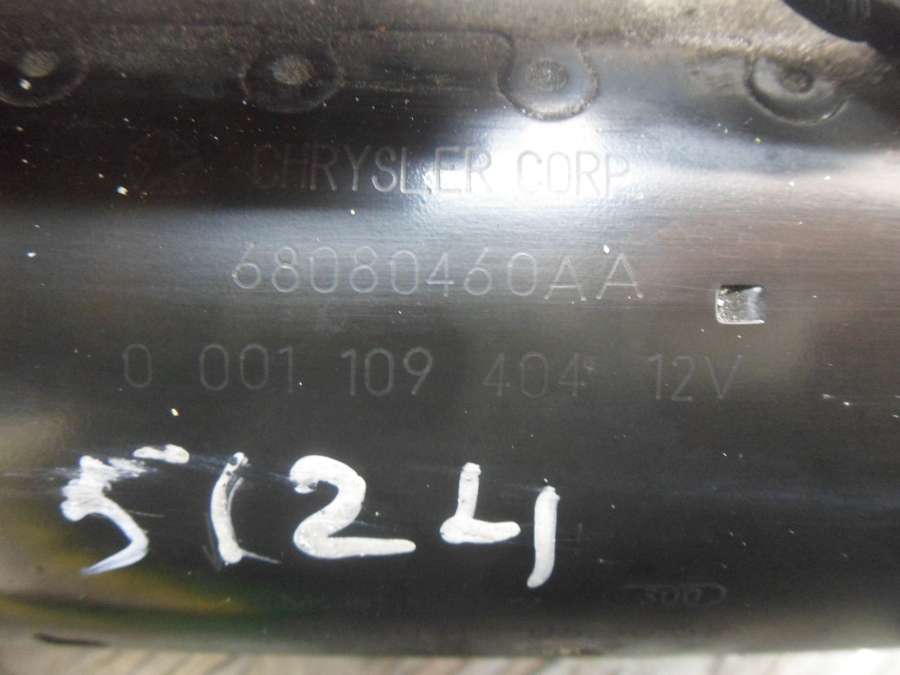 CHRYSLER CORP
68080460AA
0 001 109 404 12V
5124